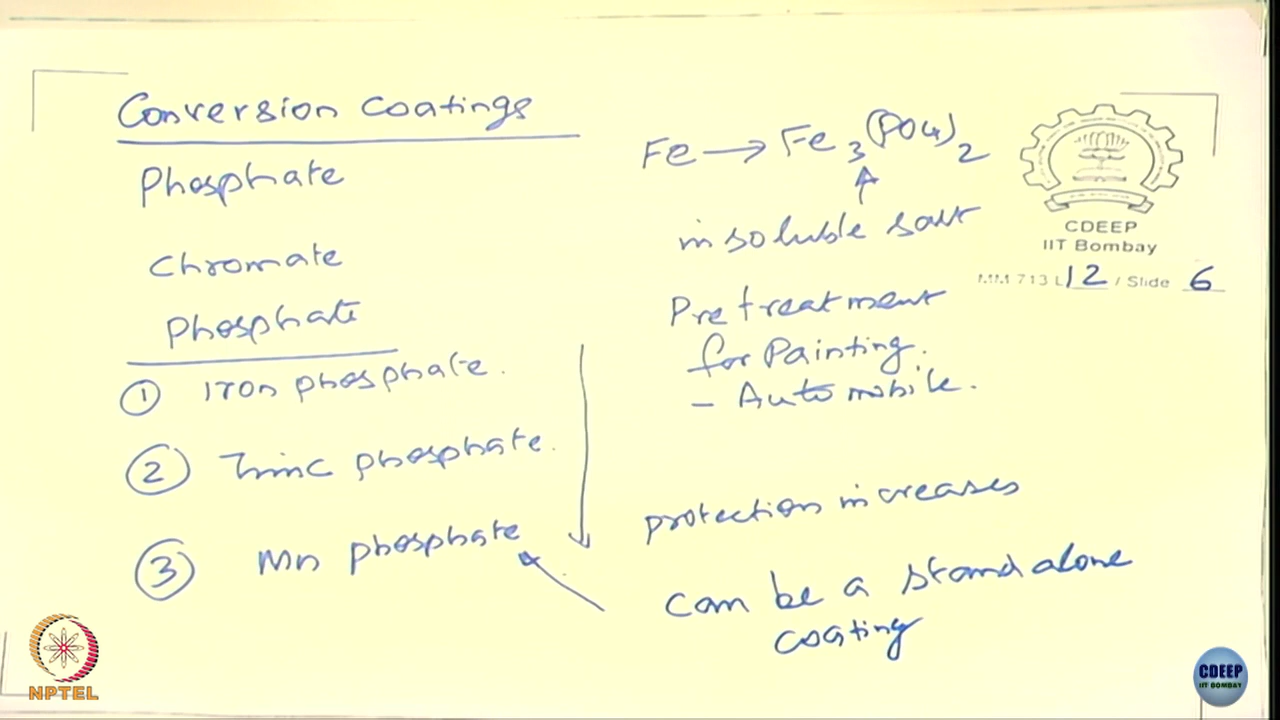 Conversion coatings
Phosphate
Chromate
Phosphate
① Iron phosphate.
② Zinc phosphate.
③ Mn phosphate
Fe → Fe3(PO4)2
insoluble salt
Pretreatment
for Painting.
- Automobile.
protection increases
can be a stand alone
coating
CDEEP
IIT Bombay
MM 713 L 12 / Slide 6
NPTEL
CDEEP
IIT BOMBAY